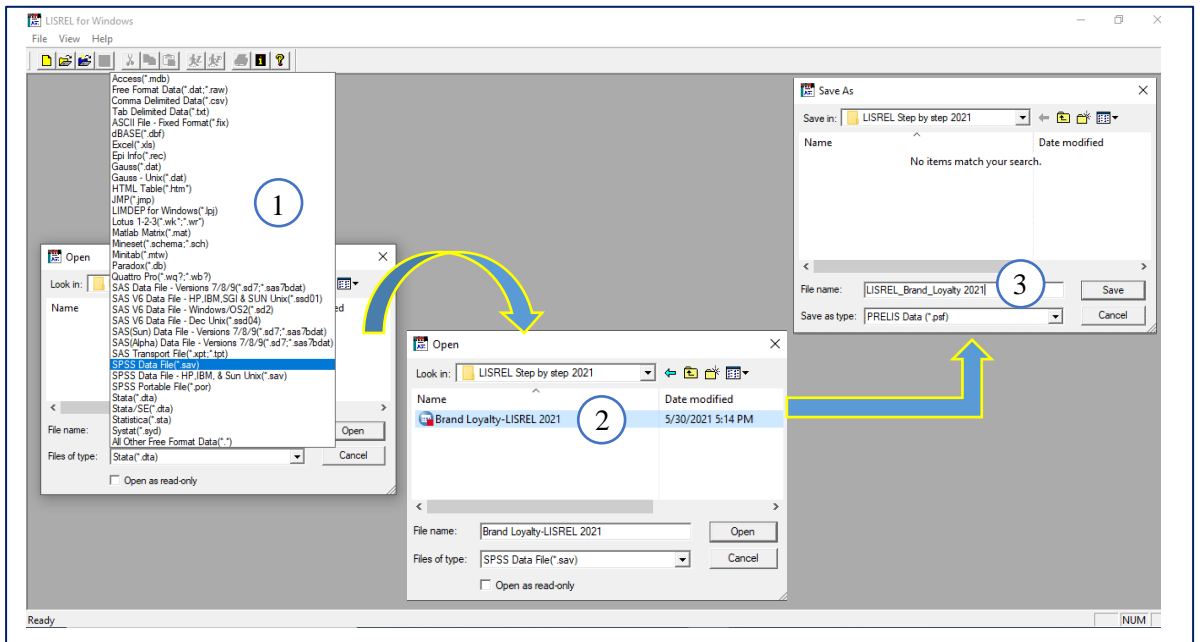 LISREL for Windows
File View Help
Access(*.mdb)
Free Format Data(*.dat;*.raw)
Comma Delimited Data(*.csv)
Tab Delimited Data(*.txt)
ASCII File - Fixed Format(*.fix)
dBASE(*.dbf)
Excel(*.xls)
Epi Info(*.rec)
Gauss(*.dat)
Gauss - Unix(*.dat)
HTML Table(*.htm*)
JMP(*.jmp)
LIMDEP for Windows(*.lpj)
Lotus 1-2-3(*.wk*;*.wr*)
Matlab Matrix(*.mat)
Mineset(*.schema;*.sch)
Minitab(*.mtw)
Paradox(*.db)
Quattro Pro(*.wq?;*.wb?)
SAS Data File - Versions 7/8/9(*.sd7;*.sas7bdat)
SAS V6 Data File - HP,IBM,SGI & SUN Unix(*.ssd01)
SAS V6 Data File - Windows/OS2(*.sd2)
SAS V6 Data File - Dec Unix(*.ssd04)
SAS(Sun) Data File - Versions 7/8/9(*.sd7;*.sas7bdat)
SAS(Alpha) Data File - Versions 7/8/9(*.sd7;*.sas7bdat)
SAS Transport File(*.xpt;*.tpt)
SPSS Data File(*.sav)
SPSS Data File - HP,IBM, & Sun Unix(*.sav)
SPSS Portable File(*.por)
Stata(*.dta)
Stata/SE(*.dta)
Statistica(*.sta)
Systat(*.syd)
All Other Free Format Data(*.*)
1
Open
Look in:
Name
ed
File name:
Open
Files of type: Stata(*.dta)
Cancel
Open as read-only
Open
Look in: LISREL Step by step 2021
Name Date modified
Brand Loyalty-LISREL 2021 5/30/2021 5:14 PM
2
File name: Brand Loyalty-LISREL 2021 Open
Files of type: SPSS Data File(*.sav) Cancel
Open as read-only
Save As
Save in: LISREL Step by step 2021
Name Date modified
No items match your search.
3
File name: LISREL_Brand_Loyalty 2021 Save
Save as type: PRELIS Data (*.psf) Cancel
Ready NUM